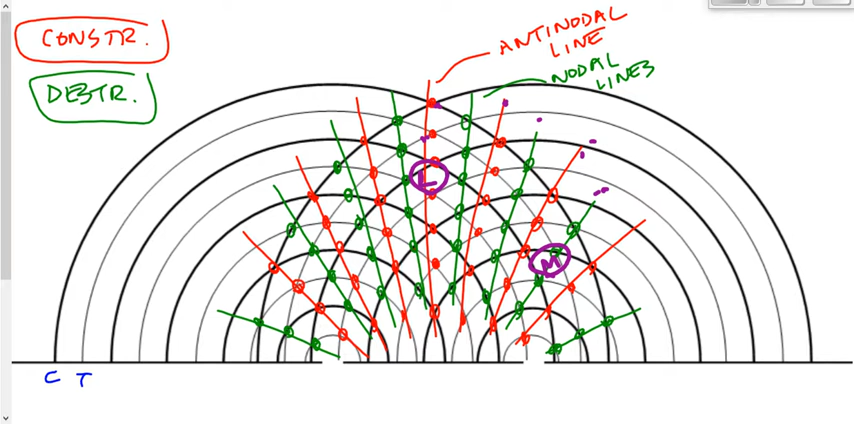 CONSTR.
DESTR.
ANTINODAL
LINE
NODAL
LINES
L
M
C T